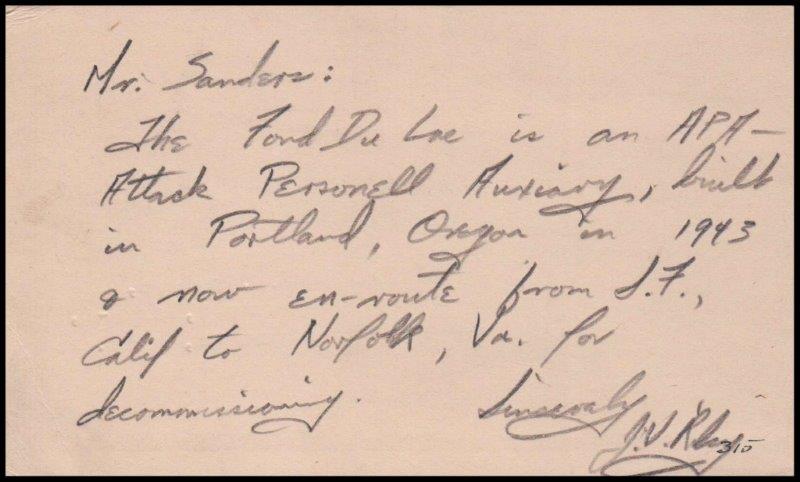 Mr. Sanders:
The Fond Du Lac is an APA-
Attack Personell Auxiary, built
in Portland, Oregon in 1943
& now en-route from S.F.,
Calif to Norfolk, Va. for
decommissioning.
Sincerely
J.V.
315